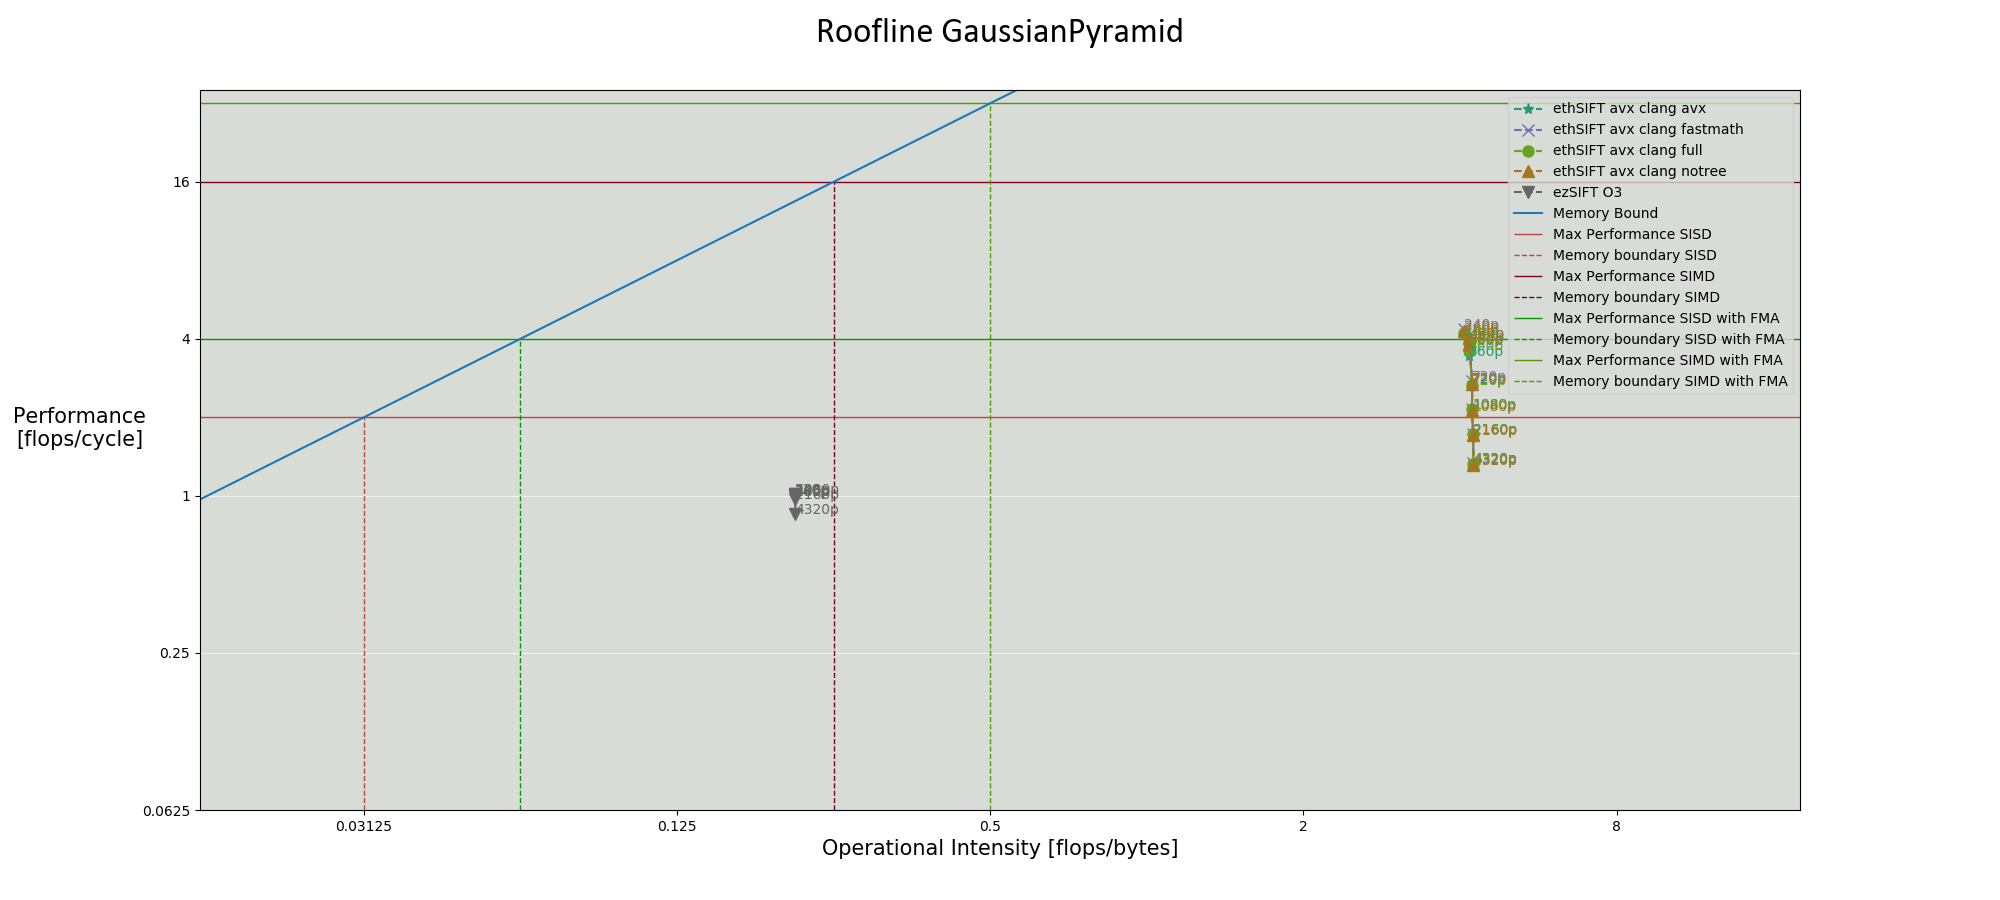 Roofline GaussianPyramid
Performance
[flops/cycle]
16
4
1
0.25
0.0625
ethSIFT avx clang avx
ethSIFT avx clang fastmath
ethSIFT avx clang full
ethSIFT avx clang notree
ezSIFT O3
Memory Bound
Max Performance SISD
Memory boundary SISD
Max Performance SIMD
Memory boundary SIMD
Max Performance SISD with FMA
Memory boundary SISD with FMA
Max Performance SIMD with FMA
Memory boundary SIMD with FMA
240p
360p
720p
1080p
2160p
4320p
2160p
4320p
0.03125
0.125
0.5
2
8
Operational Intensity [flops/bytes]